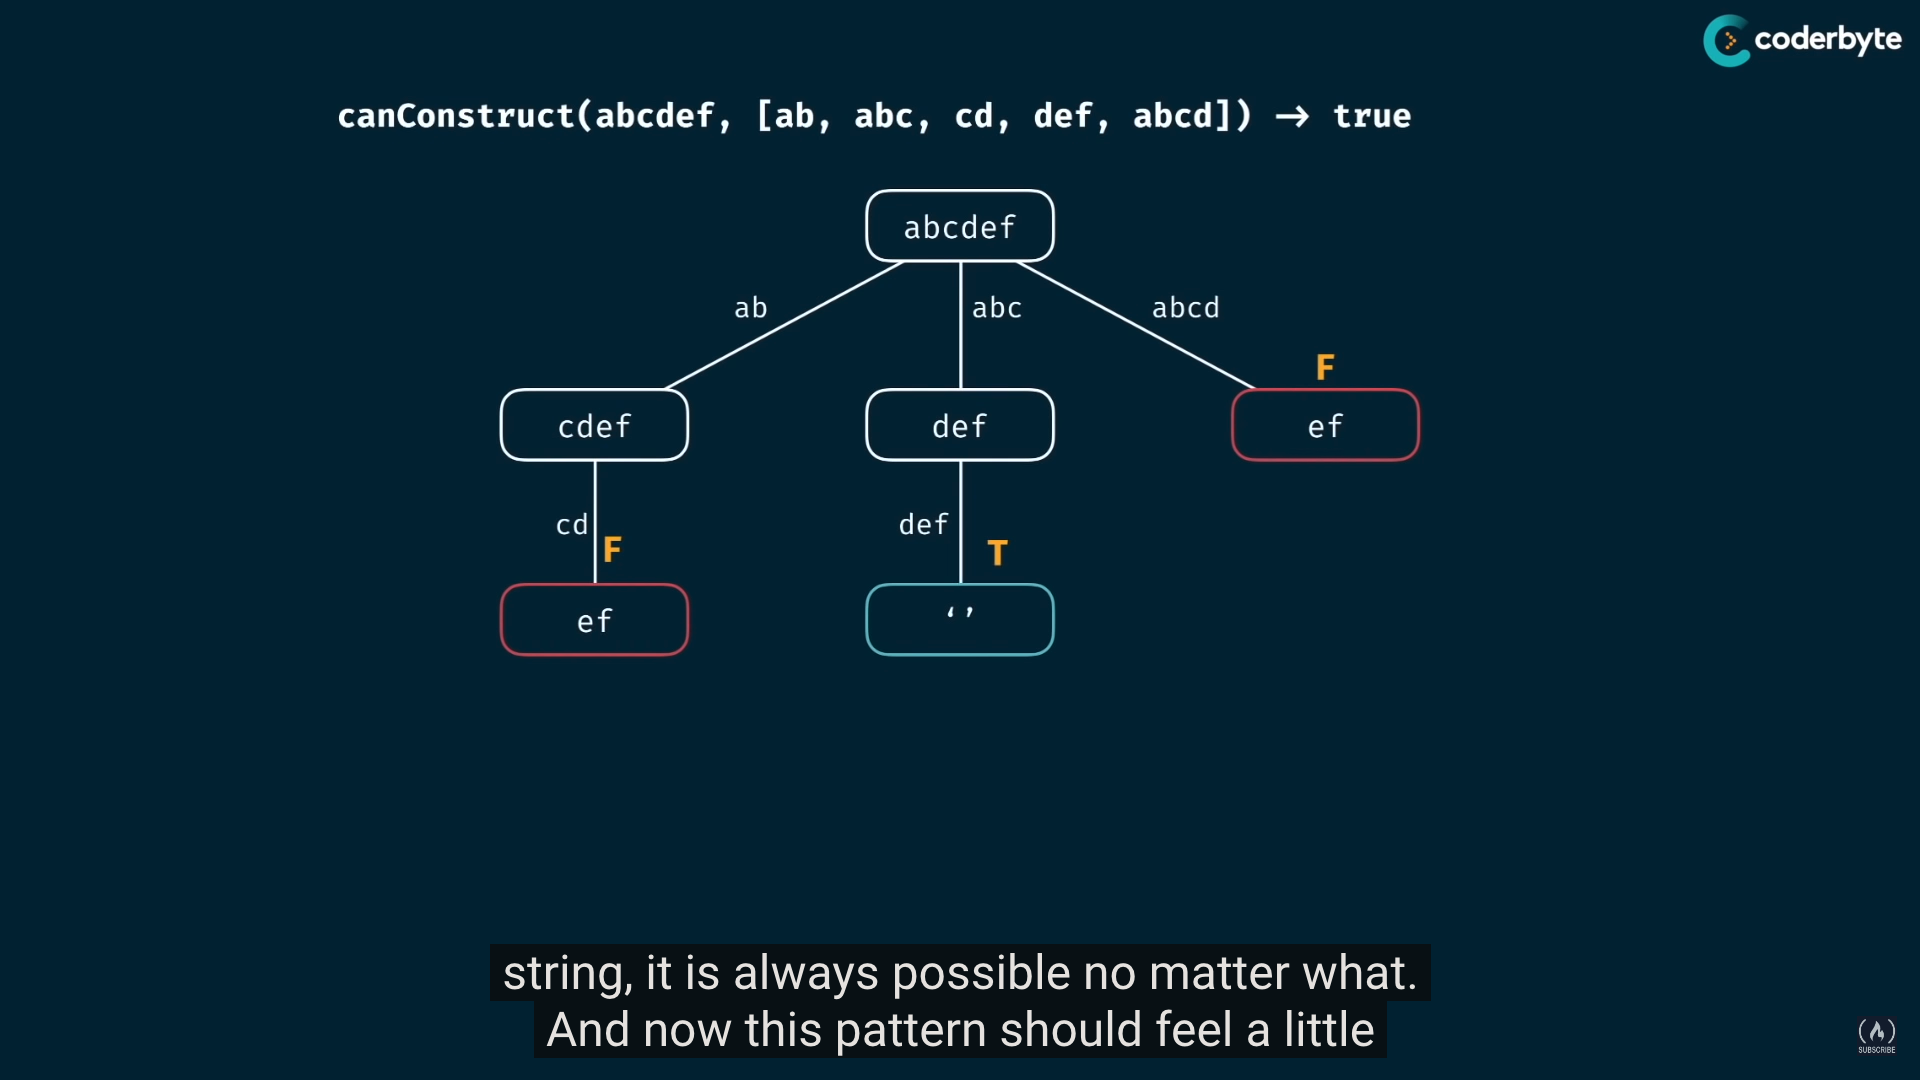 coderbyte
canConstruct(abcdef, [ab, abc, cd, def, abcd]) → true
abcdef
ab
abc
abcd
F
cdef
def
ef
cd
F
def
T
ef
‘’
string, it is always possible no matter what.
And now this pattern should feel a little
SUBSCRIBE